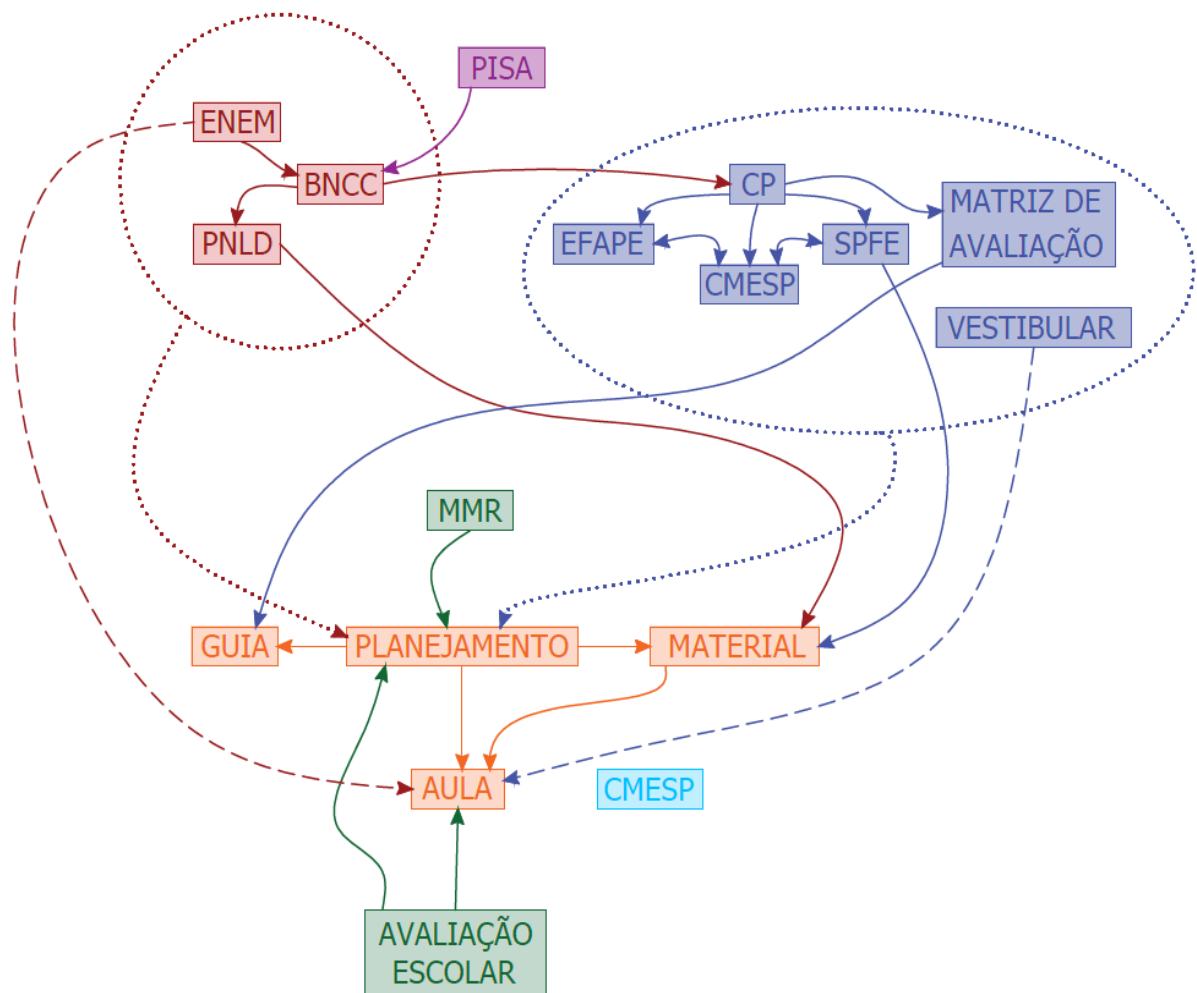 PISA
ENEM
BNCC
PNLD
CP
MATRIZ DE
AVALIAÇÃO
EFAPE
SPFE
CMESP
VESTIBULAR
MMR
GUIA
PLANEJAMENTO
MATERIAL
AULA
CMESP
AVALIAÇÃO
ESCOLAR